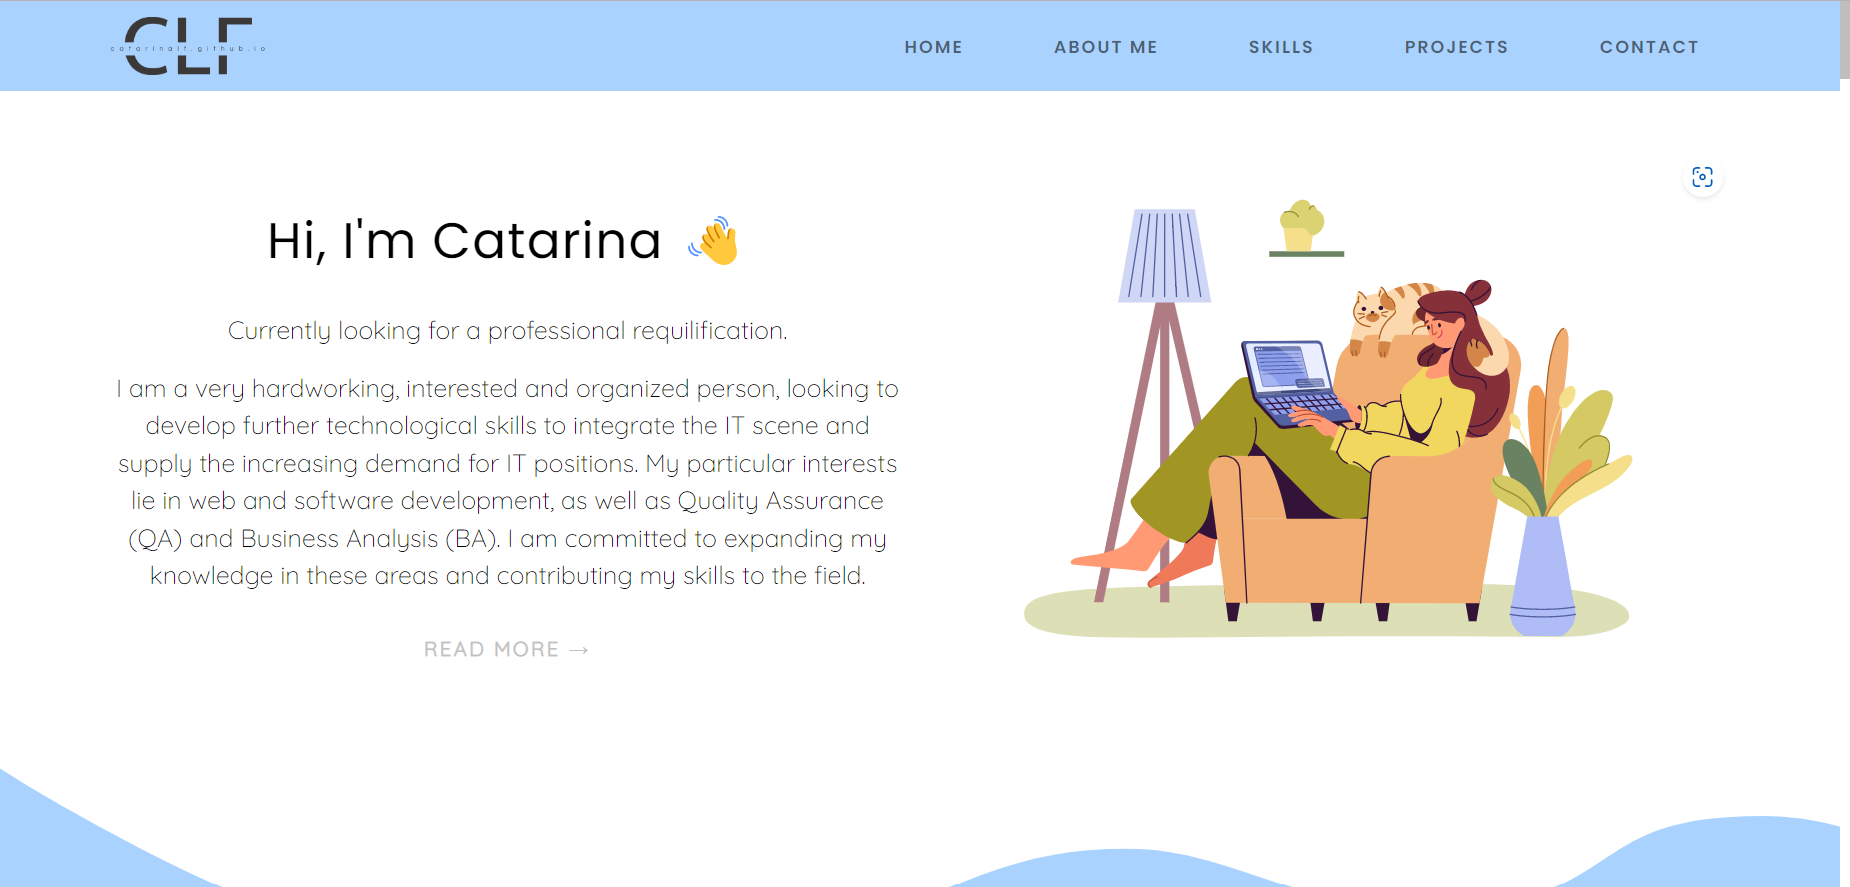 CLF
catarinalf.github.io
HOME
ABOUT ME
SKILLS
PROJECTS
CONTACT
Hi, I'm Catarina 👋
Currently looking for a professional requilification.
I am a very hardworking, interested and organized person, looking to
develop further technological skills to integrate the IT scene and
supply the increasing demand for IT positions. My particular interests
lie in web and software development, as well as Quality Assurance
(QA) and Business Analysis (BA). I am committed to expanding my
knowledge in these areas and contributing my skills to the field.
READ MORE →